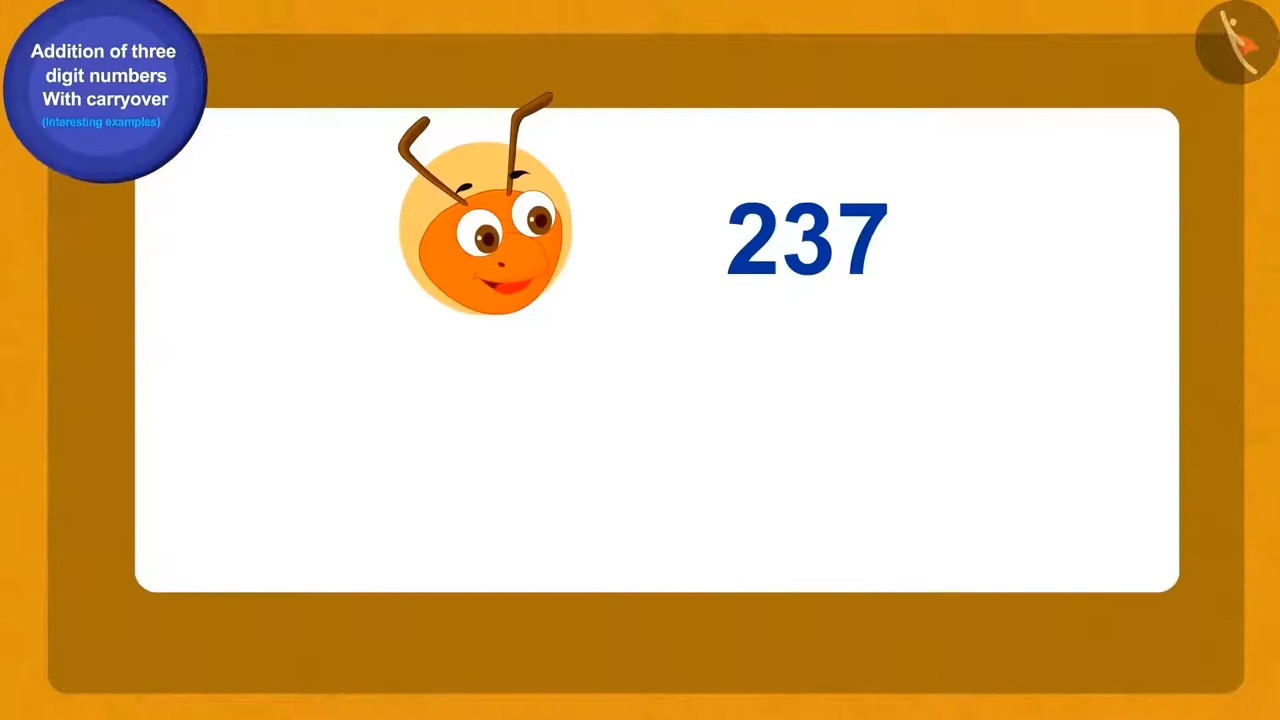 Addition of three
digit numbers
With carryover
(Interesting examples)
237